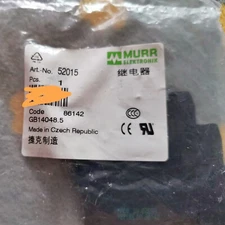 MURR
ELEKTRONIK
Art.-No. 52015
继电器
Pcs. 1
Code 86142
GB14048.5
Made in Czech Republic
捷克制造